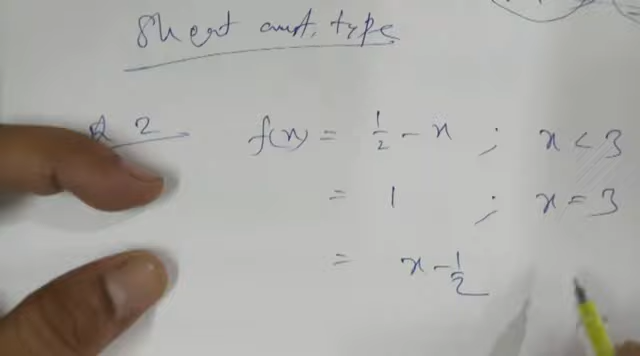 Short ans. type
Q 2 f(x) = 1/2 - x ; x < 3
= 1 ; x = 3
= x - 1/2